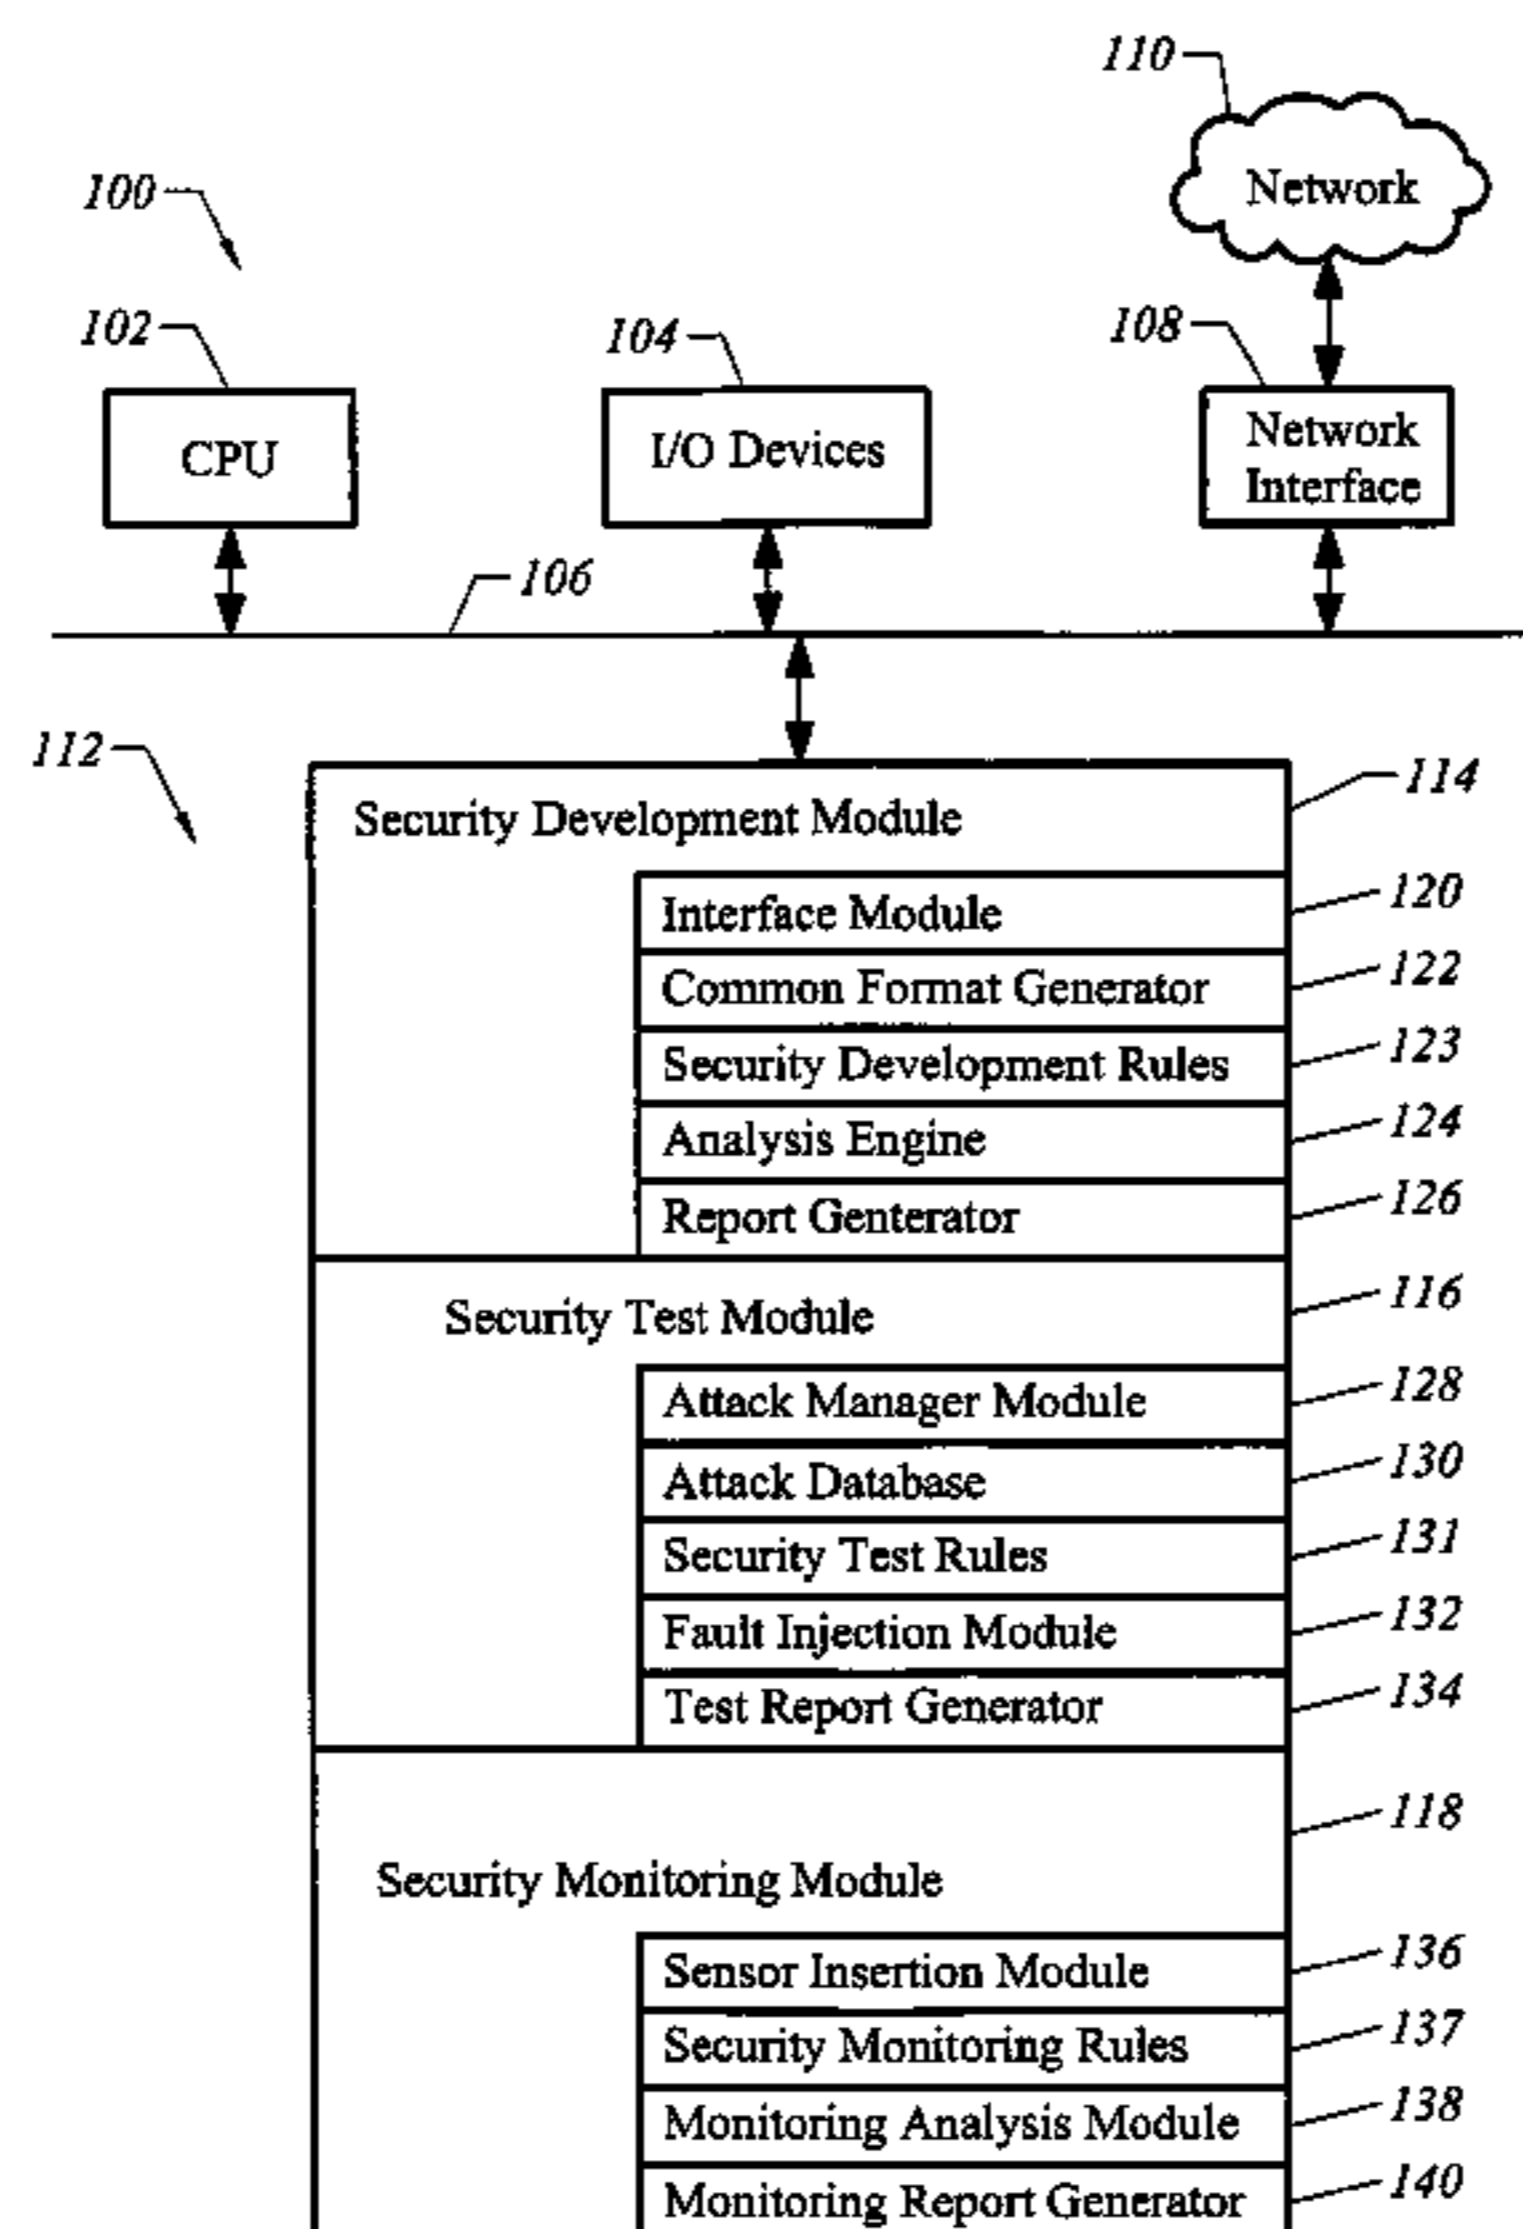 110
Network
100
102
104
108
CPU
I/O Devices
Network
Interface
106
112
114
Security Development Module
120
Interface Module
122
Common Format Generator
123
Security Development Rules
124
Analysis Engine
126
Report Genterator
116
Security Test Module
128
Attack Manager Module
130
Attack Database
131
Security Test Rules
132
Fault Injection Module
134
Test Report Generator
118
Security Monitoring Module
136
Sensor Insertion Module
137
Security Monitoring Rules
138
Monitoring Analysis Module
140
Monitoring Report Generator